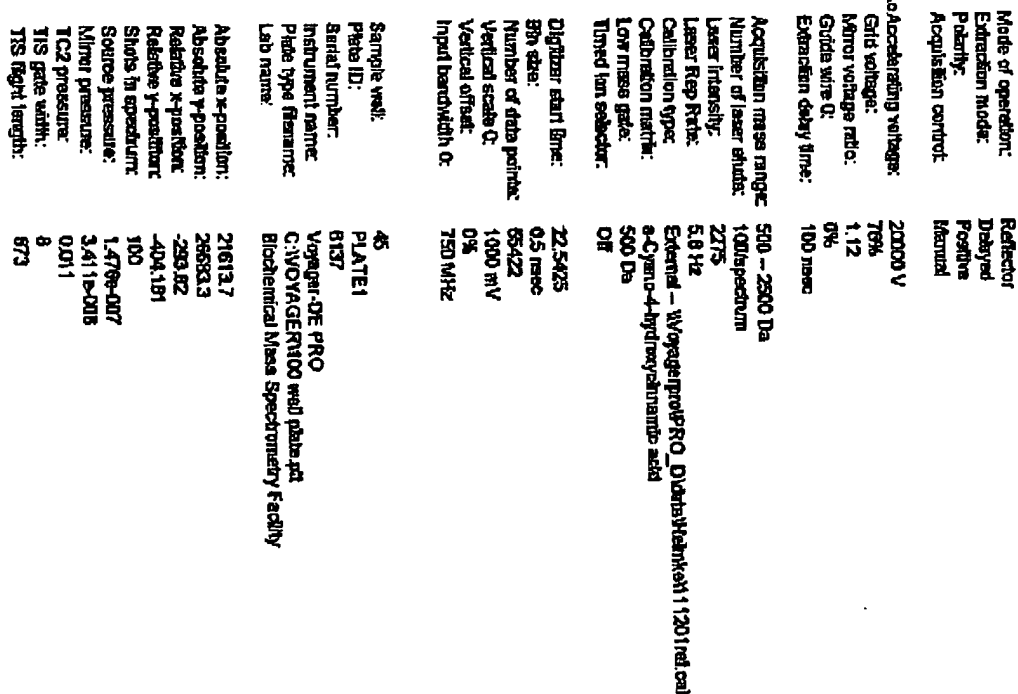 Mode of operation: Reflector
Extraction mode: Delayed
Polarity: Positive
Acquisition control: Manual
Accelerating voltage: 20000 V
Grid voltage: 76%
Mirror voltage ratio: 1.12
Guide wire 0: 0%
Extraction delay time: 100 nsec
Acquisition mass range: 500 – 2500 Da
Number of laser shots: 100/spectrum
Laser intensity: 2275
Laser Rep Rate: 5.8 Hz
Calibration type: External – \\Voyagerpro\PRO_D\data\Helmke\111201ref.cal
Calibration matrix: a-Cyano-4-hydroxycinnamic acid
Low mass gate: 500 Da
Timed ion selector: Off
Digitizer start time: 22.5425
Bin size: 0.5 nsec
Number of data points: 65422
Vertical scale 0: 1000 mV
Vertical offset: 0%
Input bandwidth 0: 750 MHz
Sample well: 45
Plate ID: PLATE1
Serial number: 6137
Instrument name: Voyager-DE PRO
Plate type filename: C:\VOYAGER\100 well plate.plt
Lab name: Biochemical Mass Spectrometry Facility
Absolute x-position: 21613.7
Absolute y-position: 26683.3
Relative x-position: -293.82
Relative y-position: -404.181
Shots in spectrum: 100
Source pressure: 1.476e-007
Mirror pressure: 3.411e-008
TC2 pressure: 0.011
TIS gate width: 8
TIS flight length: 673